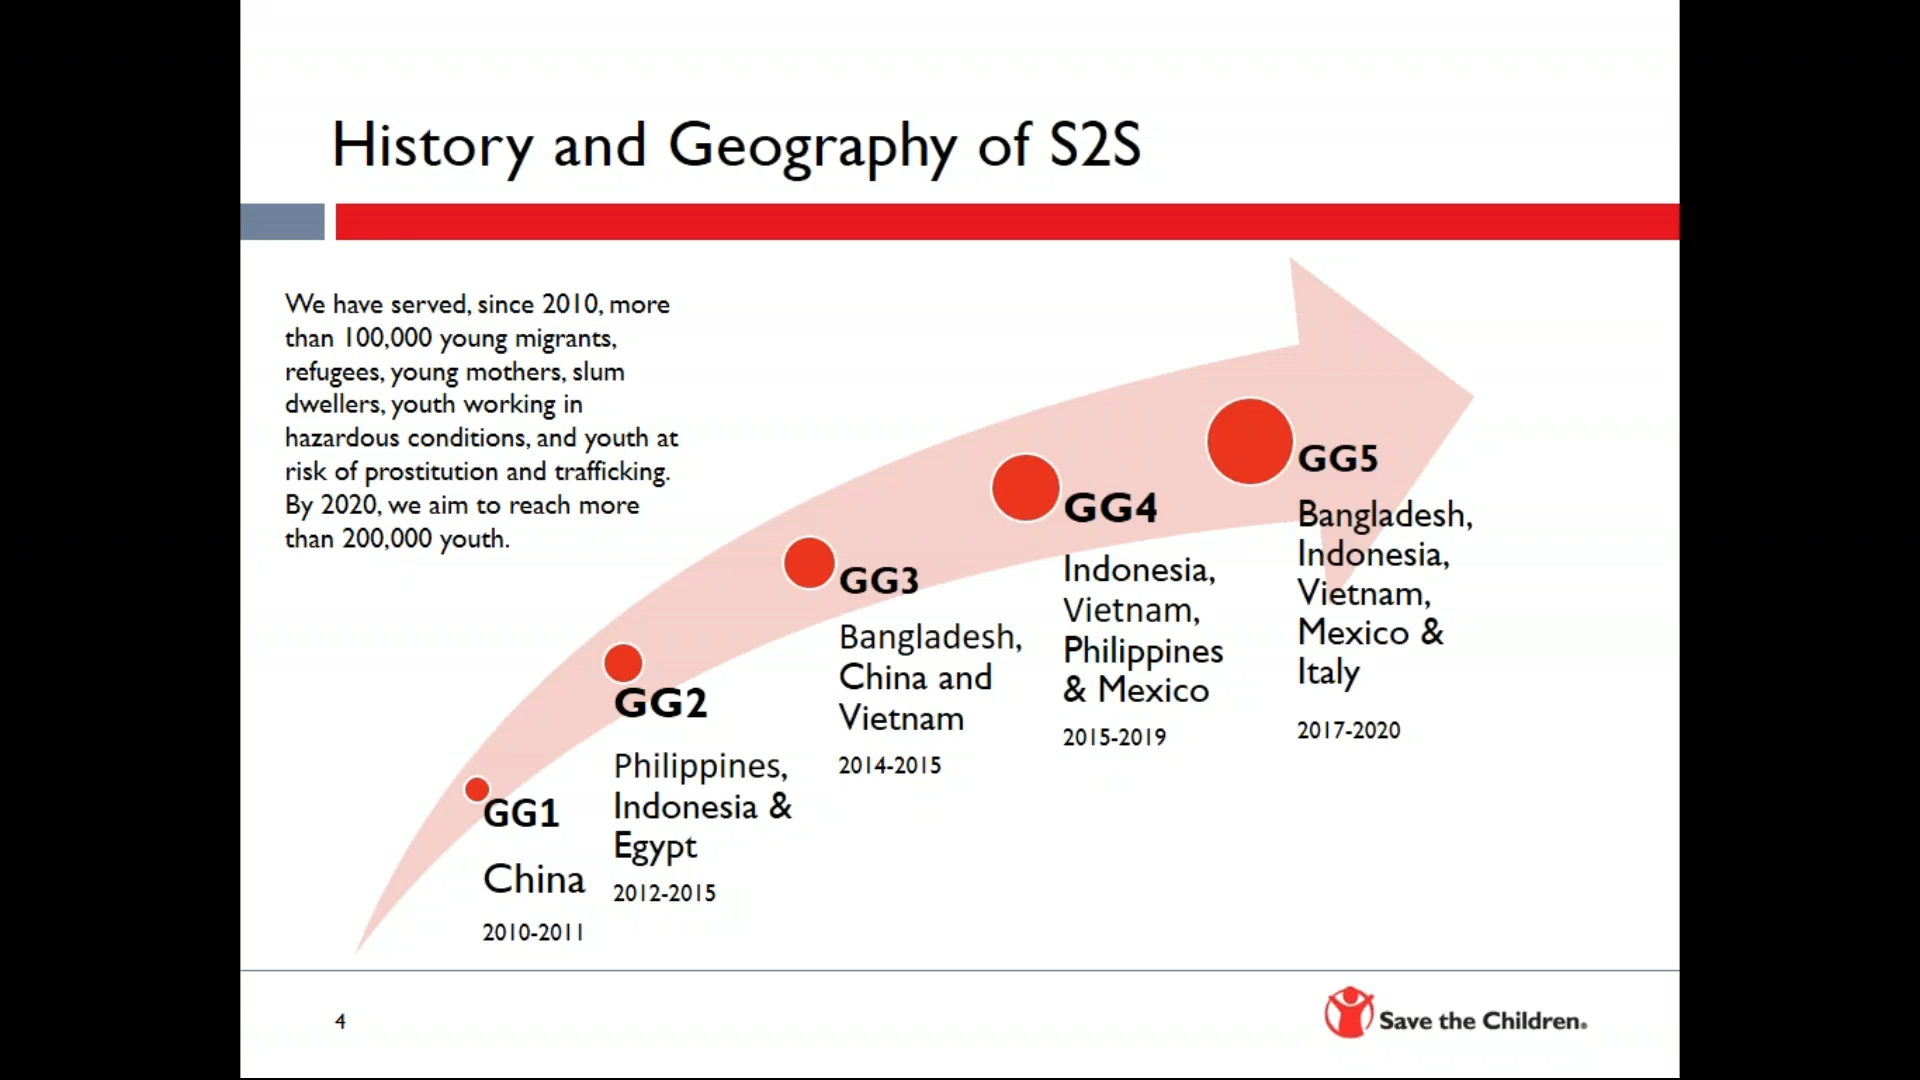 History and Geography of S2S
We have served, since 2010, more
than 100,000 young migrants,
refugees, young mothers, slum
dwellers, youth working in
hazardous conditions, and youth at
risk of prostitution and trafficking.
By 2020, we aim to reach more
than 200,000 youth.
GG1
China
2010-2011
GG2
Philippines,
Indonesia &
Egypt
2012-2015
GG3
Bangladesh,
China and
Vietnam
2014-2015
GG4
Indonesia,
Vietnam,
Philippines
& Mexico
2015-2019
GG5
Bangladesh,
Indonesia,
Vietnam,
Mexico &
Italy
2017-2020
4
Save the Children®